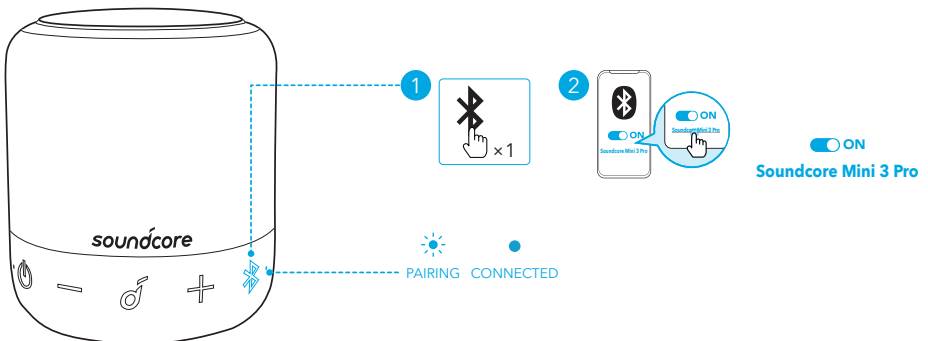 soundcore
1
×1
2
ON
Soundcore Mini 3 Pro
ON
Soundcore Mini 3 Pro
ON
Soundcore Mini 3 Pro
PAIRING CONNECTED